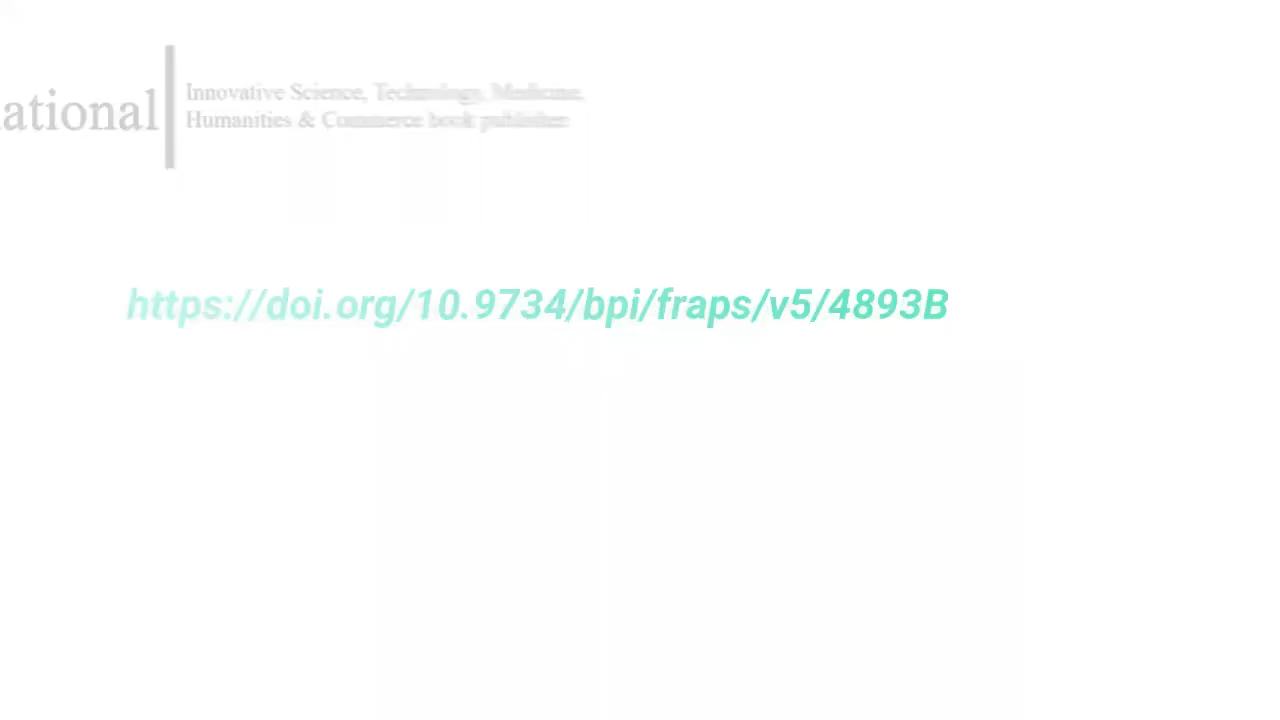 ational
Innovative Science, Technology, Medicine,
Humanities & Commerce book publisher
https://doi.org/10.9734/bpi/fraps/v5/4893B